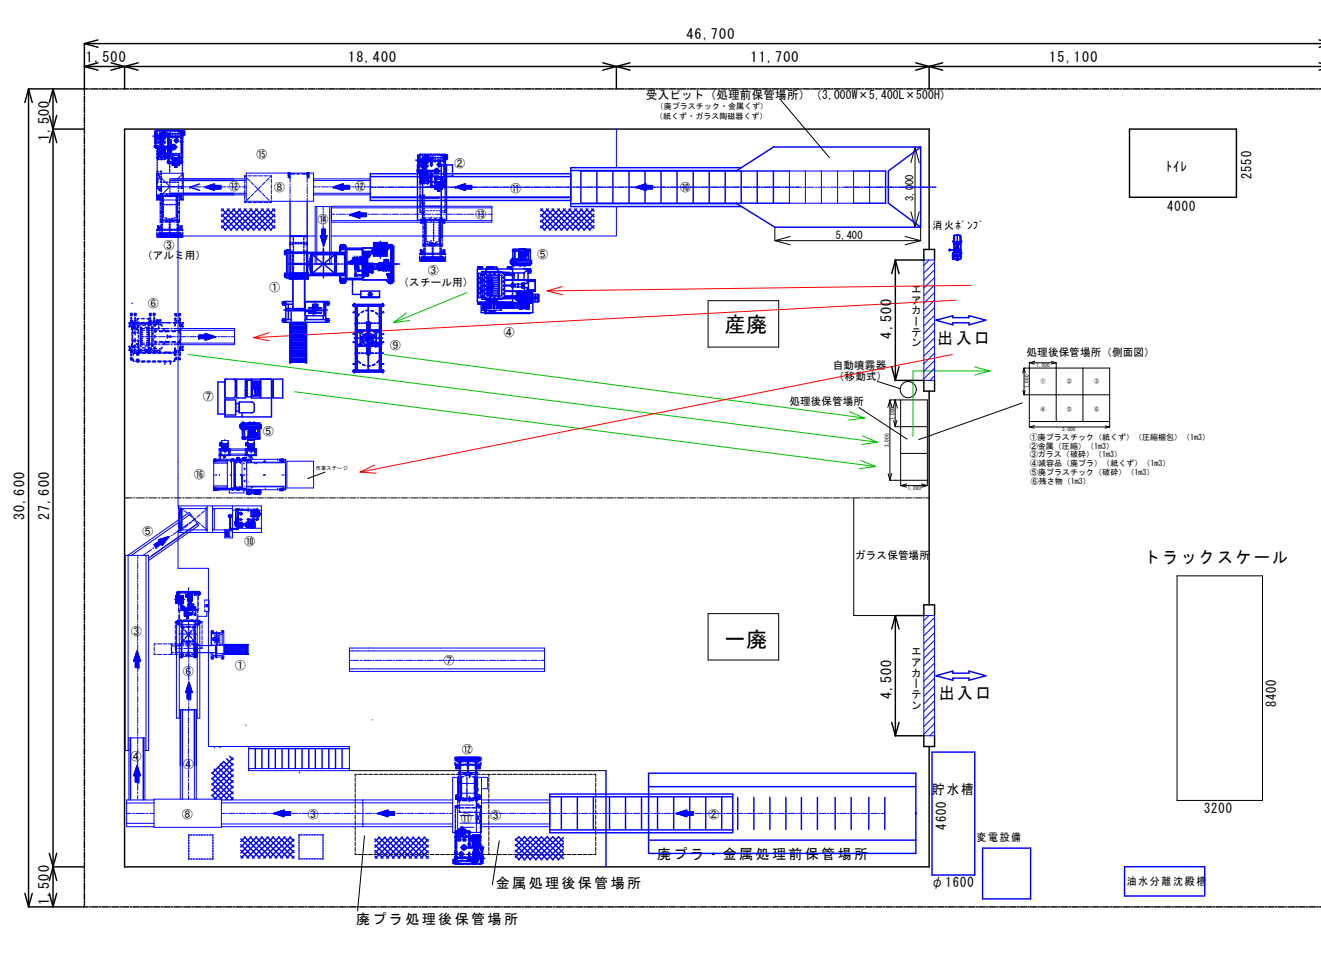 46,700
1,500
18,400
11,700
15,100
受入ピット（処理前保管場所）（3,000W×5,400L×500H）
（廃プラスチック・金属くず）
（紙くず・ガラス陶磁器くず）
1,500
⑮
②
⑫
⑧
⑫
⑪
⑩
3,000
トイレ
2550
4000
⑭
⑬
③
（アルミ用）
③
（スチール用）
5,400
消火ポンプ
⑤
①
⑥
④
⑨
産廃
4,500
エアカーテン
出入口
自動噴霧器
（移動式）
処理後保管場所
処理後保管場所（側面図）
1,000
1,000
① ② ③
④ ⑤ ⑥
3,000
①廃プラスチック（紙くず）（圧縮梱包）（1m3）
②金属（圧縮）（1m3）
③ガラス（破砕）（1m3）
④減容品（廃プラ）（紙くず）（1m3）
⑤廃プラスチック（破砕）（1m3）
⑥残さ物（1m3）
1,000
3,000
1,000
⑦
⑤
⑯
作業ステージ
30,600
27,600
⑤
⑩
ガラス保管場所
トラックスケール
③
①
⑥
⑦
一廃
4,500
エアカーテン
出入口
8400
3200
④
④
⑫
⑧
③
⑪
③
②
貯水槽
4600
φ1600
変電設備
油水分離沈殿槽
廃プラ・金属処理前保管場所
金属処理後保管場所
廃プラ処理後保管場所
1,500